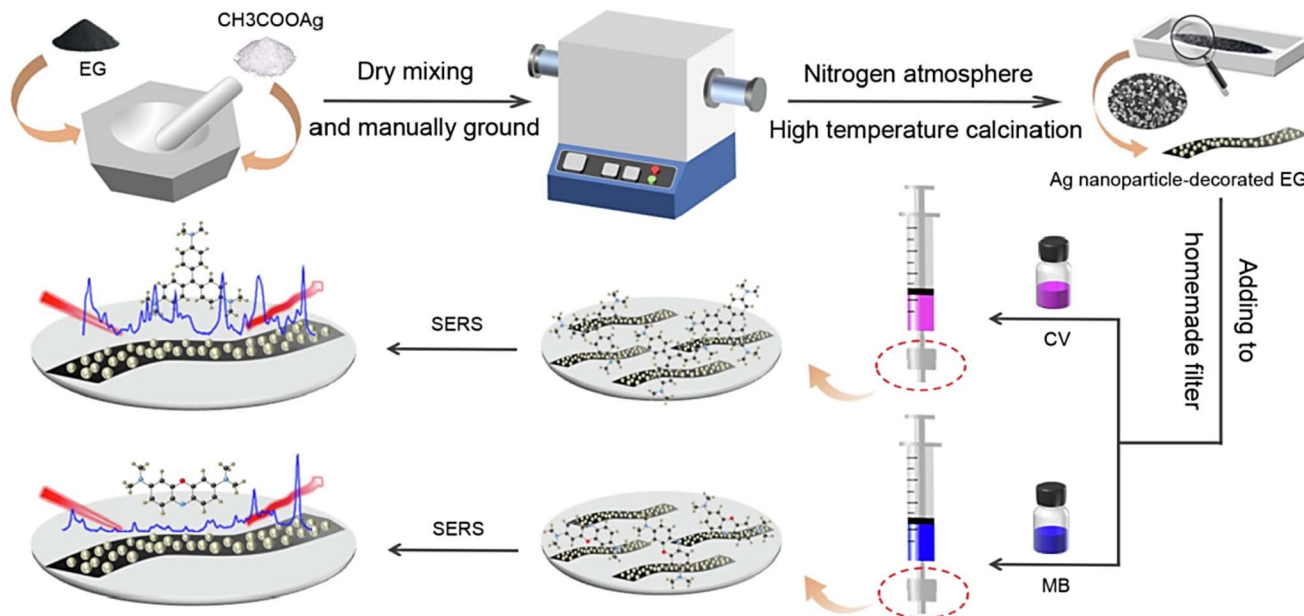 CH3COOAg
EG
Dry mixing
and manually ground
Nitrogen atmosphere
High temperature calcination
Ag nanoparticle-decorated EG
Adding to
homemade filter
SERS
CV
SERS
MB